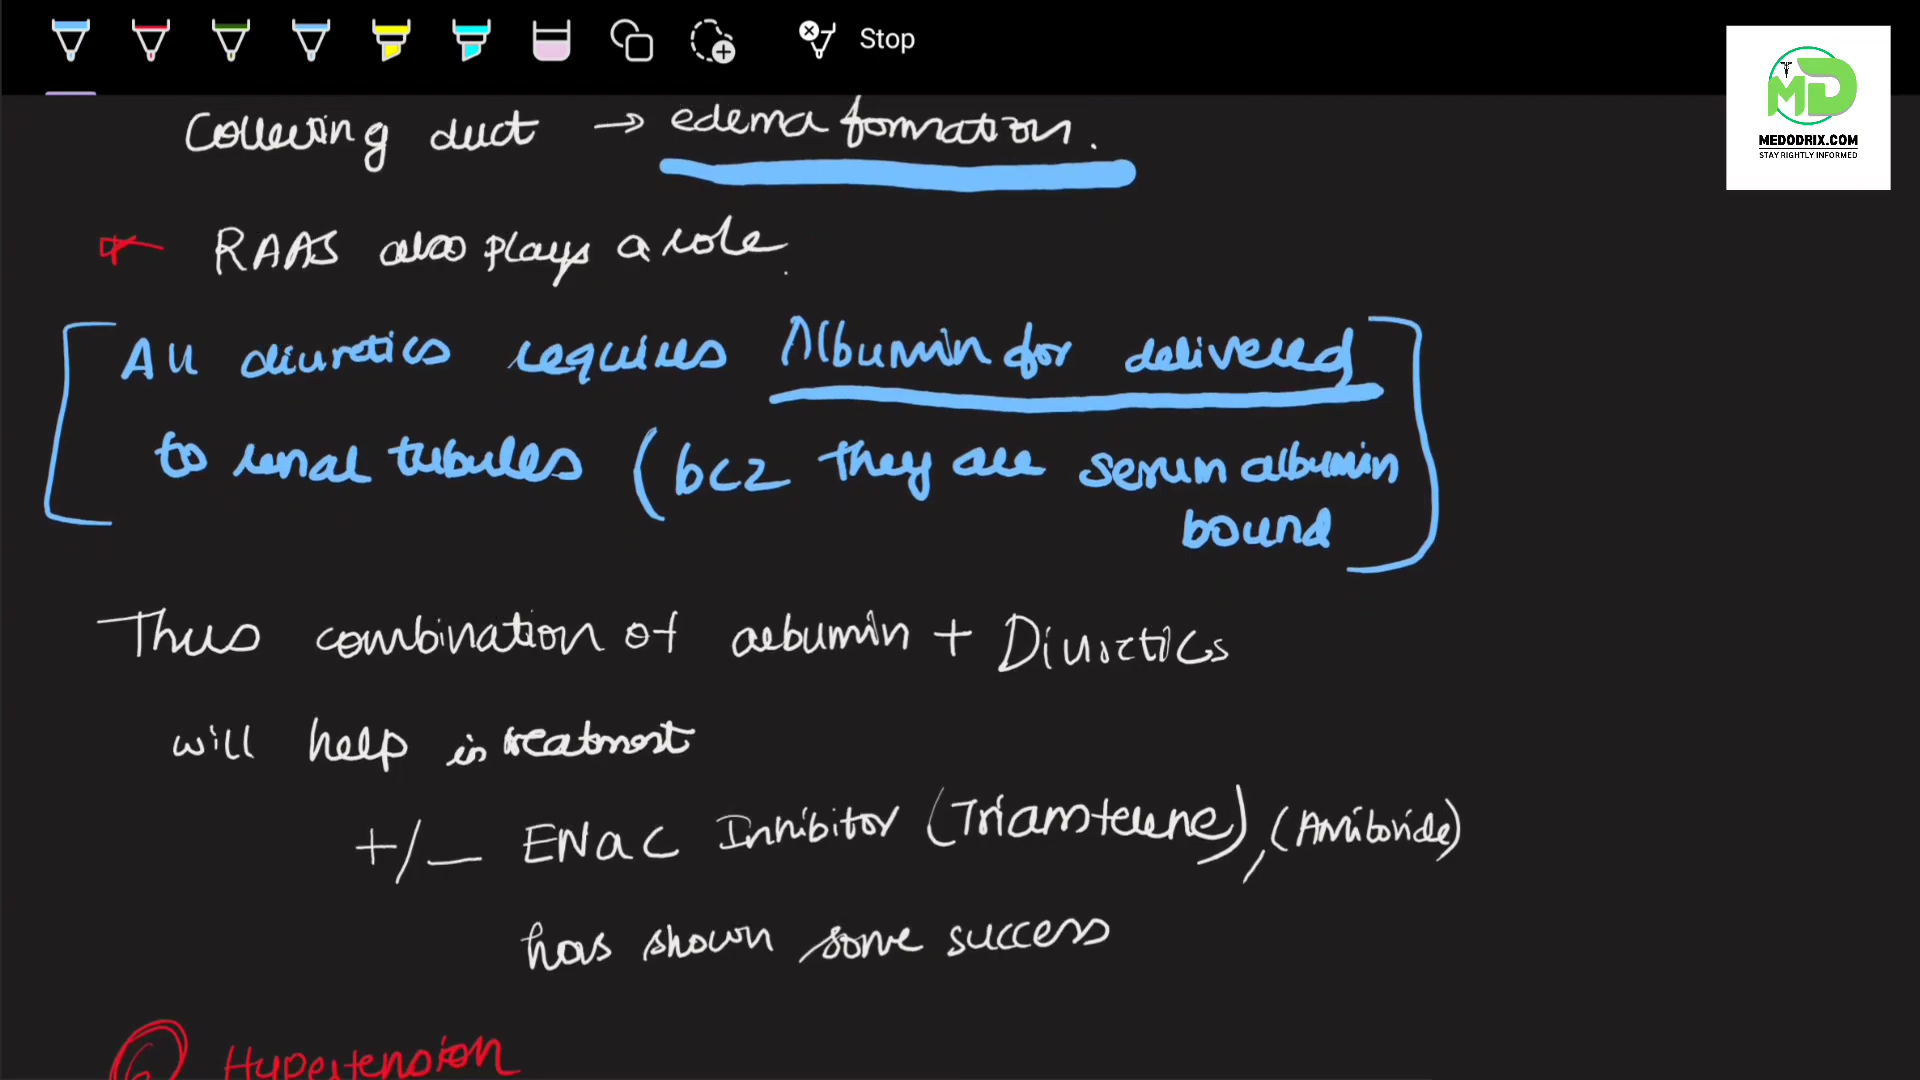 Stop
MD
MEDODRIX.COM
STAY RIGHTLY INFORMED
Collecting duct → edema formation.
RAAS also plays a role.
[All diuretics requires Albumin for delivered
to renal tubules (bcz they are serum albumin
bound]
Thus combination of albumin + Diuretics
will help in treatment
+/— ENaC Inhibitor (Triamterene), (Amiloride)
has shown some success
6 Hypertension